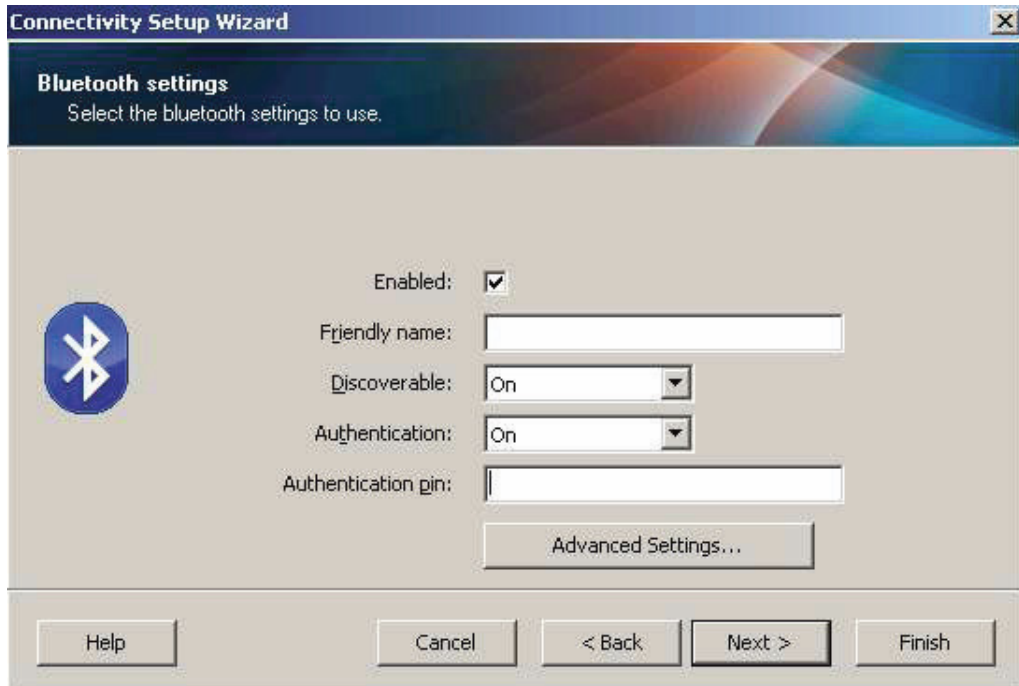 Connectivity Setup Wizard
Bluetooth settings
Select the bluetooth settings to use.
Enabled:
Friendly name:
Discoverable: On
Authentication: On
Authentication pin:
Advanced Settings...
Help Cancel < Back Next > Finish